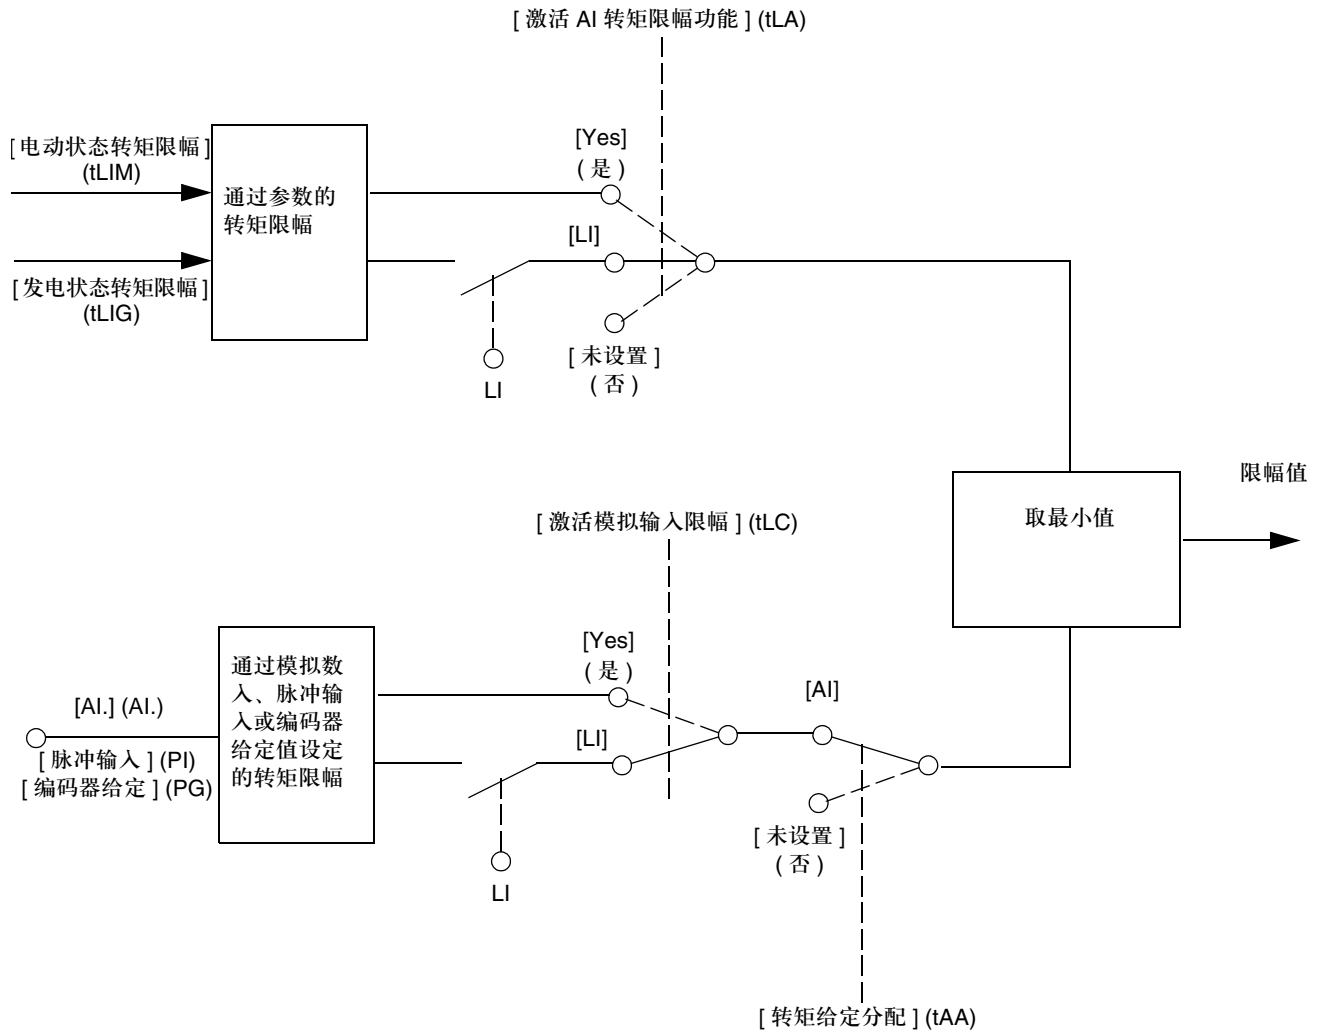 [ 激活 AI 转矩限幅功能 ] (tLA)
[Yes]
( 是 )
[ 电动状态转矩限幅 ]
(tLIM)
通过参数的
转矩限幅
[LI]
[ 发电状态转矩限幅 ]
(tLIG)
[ 未设置 ]
( 否 )
LI
限幅值
取最小值
[ 激活模拟输入限幅 ] (tLC)
[Yes]
( 是 )
通过模拟数
入、脉冲输
入或编码器
给定值设定
的转矩限幅
[AI.] (AI.)
[ 脉冲输入 ] (PI)
[ 编码器给定 ] (PG)
[AI]
[LI]
[ 未设置 ]
( 否 )
LI
[ 转矩给定分配 ] (tAA)